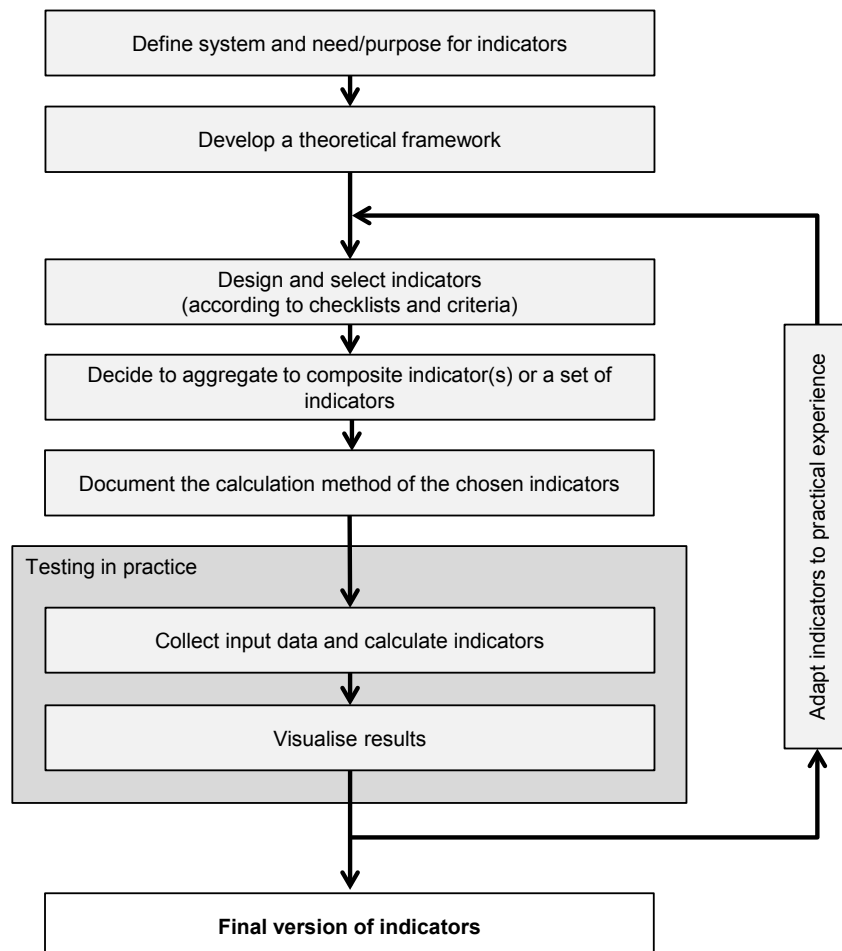 Define system and need/purpose for indicators
Develop a theoretical framework
Design and select indicators
(according to checklists and criteria)
Decide to aggregate to composite indicator(s) or a set of
indicators
Document the calculation method of the chosen indicators
Testing in practice
Collect input data and calculate indicators
Visualise results
Adapt indicators to practical experience
Final version of indicators